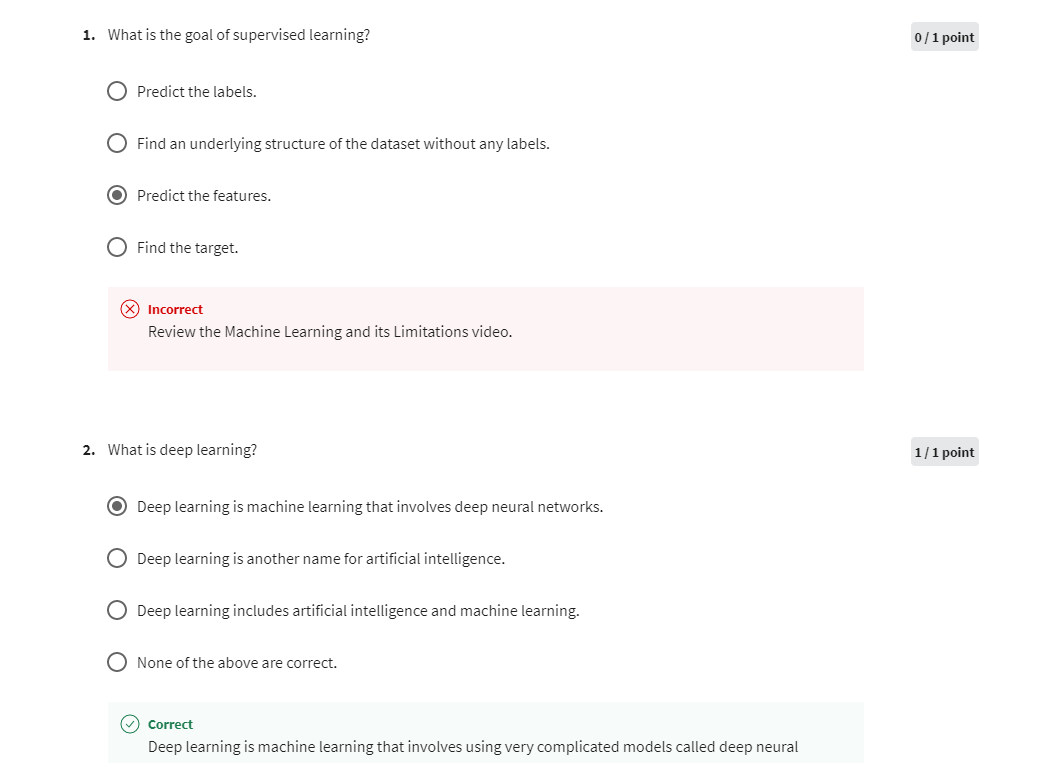 1. What is the goal of supervised learning?
0 / 1 point
Predict the labels.
Find an underlying structure of the dataset without any labels.
Predict the features.
Find the target.
Incorrect
Review the Machine Learning and its Limitations video.
2. What is deep learning?
1 / 1 point
Deep learning is machine learning that involves deep neural networks.
Deep learning is another name for artificial intelligence.
Deep learning includes artificial intelligence and machine learning.
None of the above are correct.
Correct
Deep learning is machine learning that involves using very complicated models called deep neural